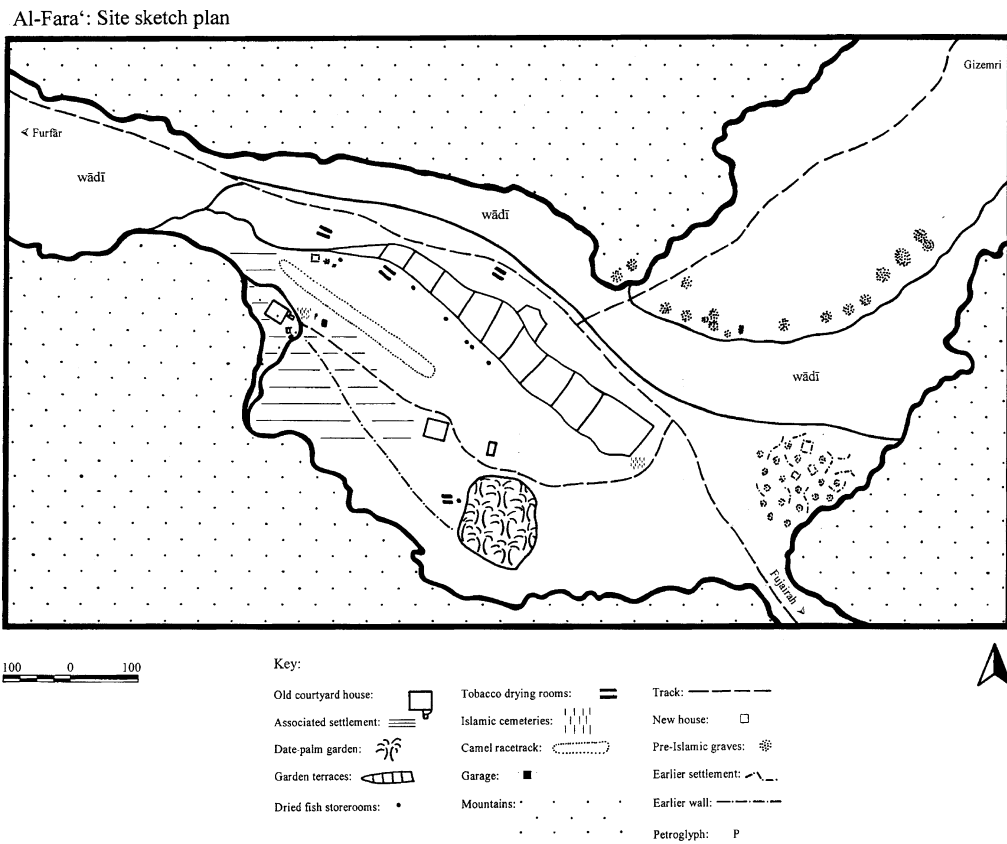 Al-Faraʻ: Site sketch plan
Gizemri
< Furfār
wādī
wādī
wādī
Fujairah >
100 0 100
Key:
Old courtyard house:
Associated settlement:
Date-palm garden:
Garden terraces:
Dried fish storerooms:
Tobacco drying rooms:
Islamic cemeteries:
Camel racetrack:
Garage:
Mountains:
Track:
New house:
Pre-Islamic graves:
Earlier settlement:
Earlier wall:
Petroglyph: P